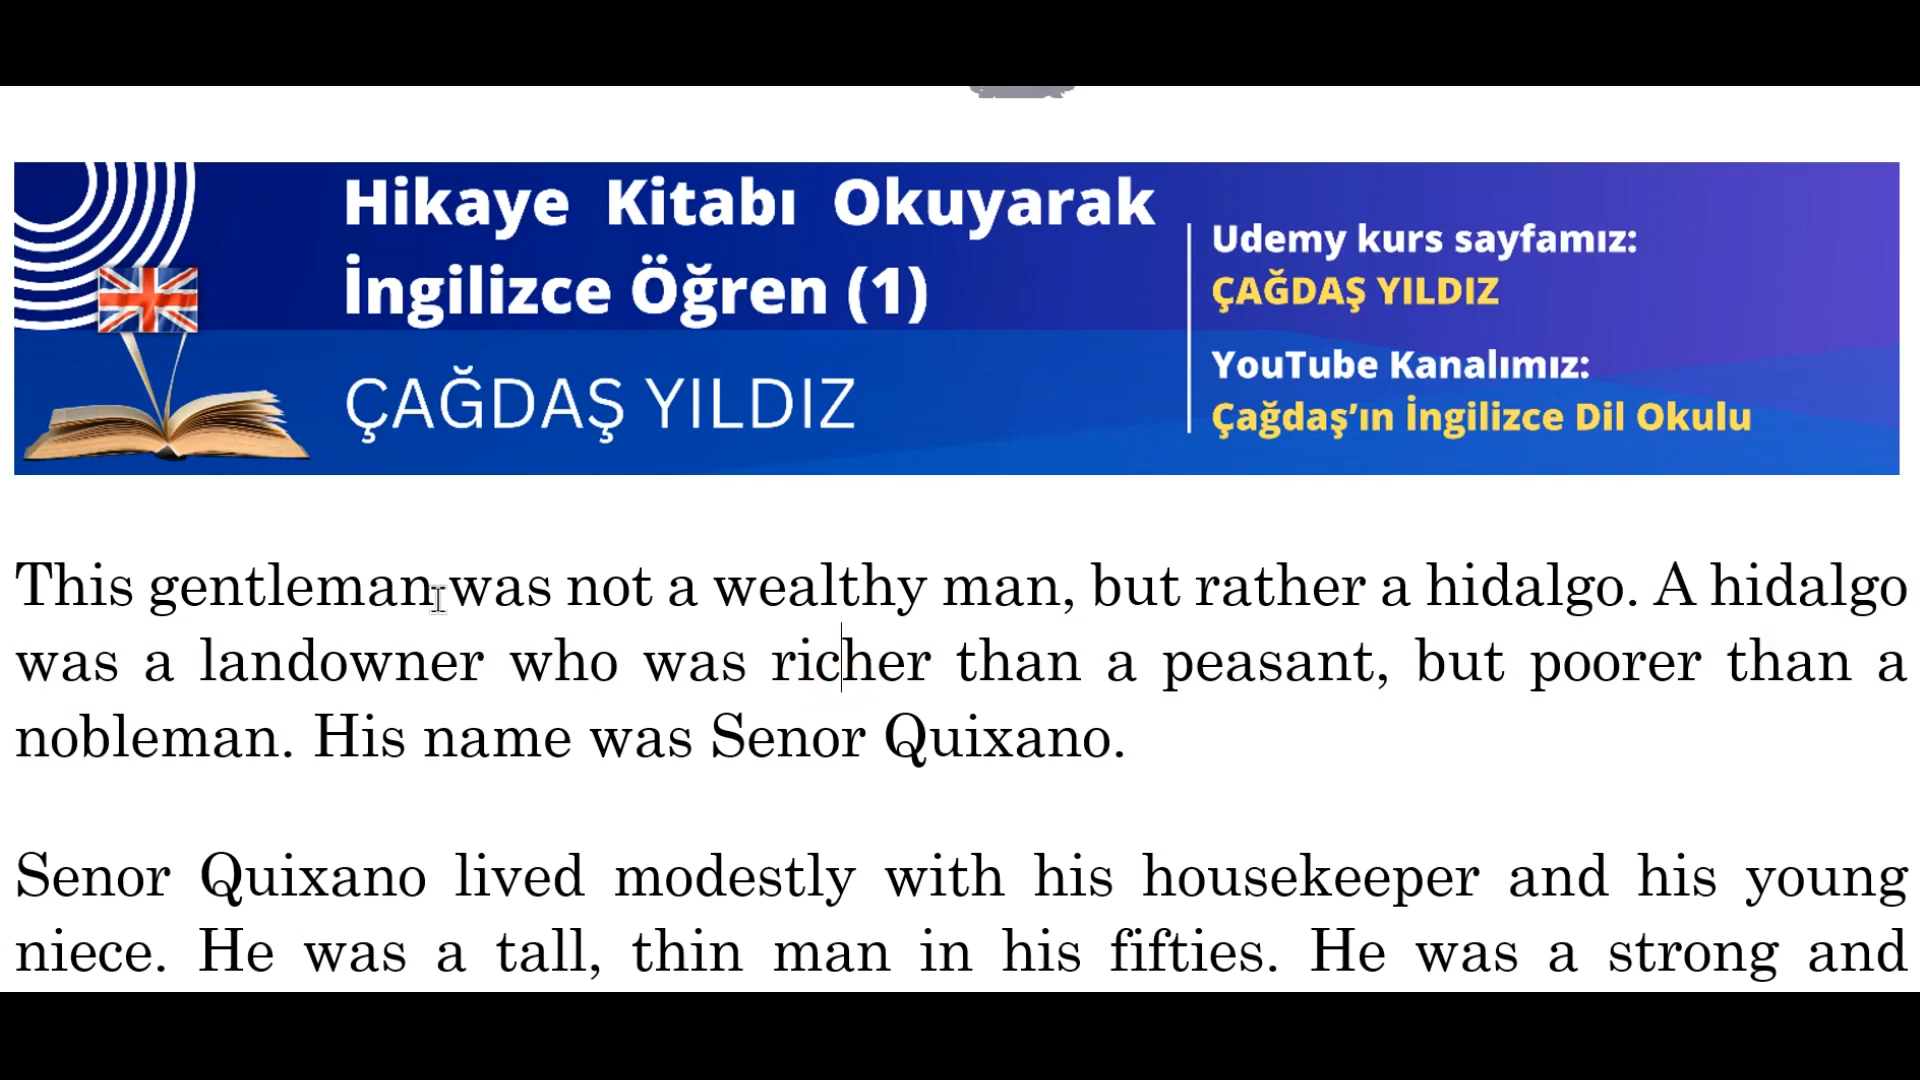 Hikaye Kitabı Okuyarak
İngilizce Öğren (1)
ÇAĞDAŞ YILDIZ
Udemy kurs sayfamız:
ÇAĞDAŞ YILDIZ
YouTube Kanalımız:
Çağdaş’ın İngilizce Dil Okulu
This gentleman was not a wealthy man, but rather a hidalgo. A hidalgo
was a landowner who was richer than a peasant, but poorer than a
nobleman. His name was Senor Quixano.
Senor Quixano lived modestly with his housekeeper and his young
niece. He was a tall, thin man in his fifties. He was a strong and